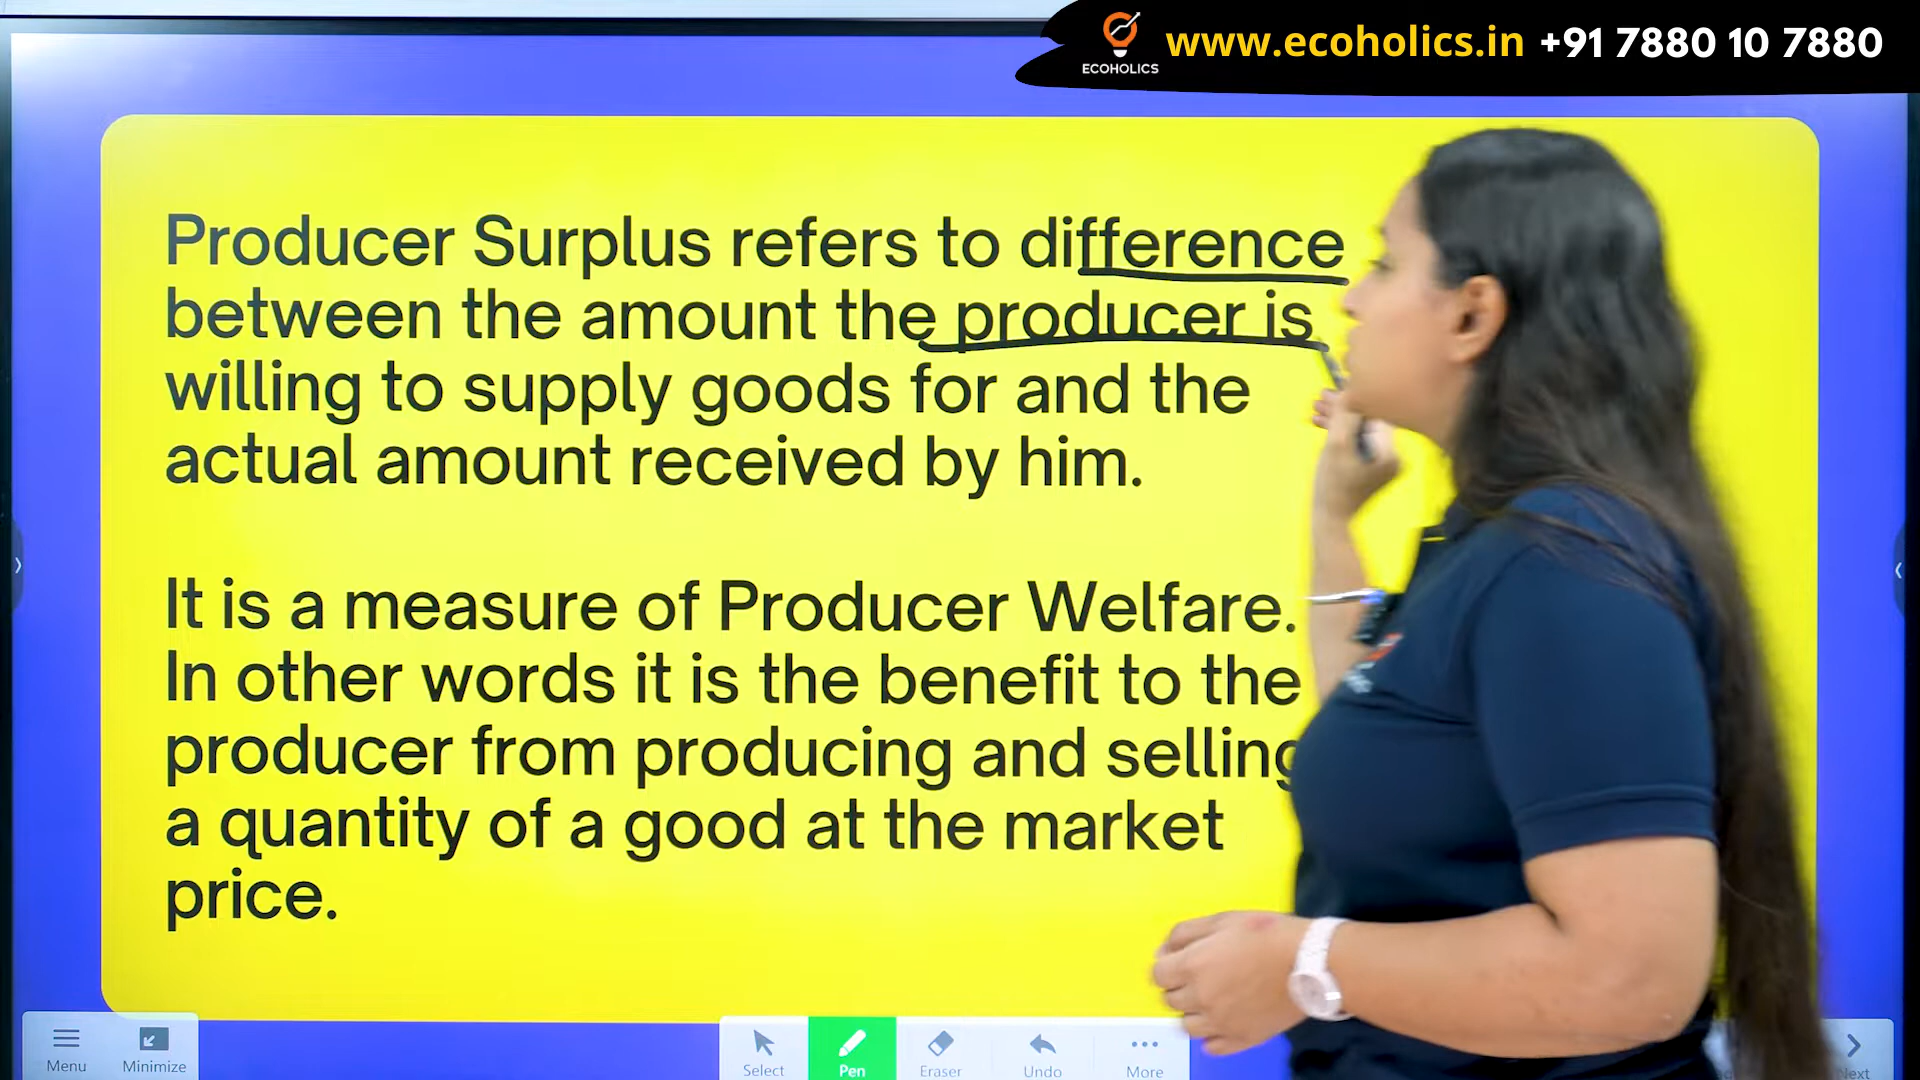 www.ecoholics.in +91 7880 10 7880
ECOHOLICS
Producer Surplus refers to difference
between the amount the producer is
willing to supply goods for and the
actual amount received by him.
It is a measure of Producer Welfare.
In other words it is the benefit to the
producer from producing and selling
a quantity of a good at the market
price.
Menu
Minimize
Select
Pen
Eraser
Undo
More
Next